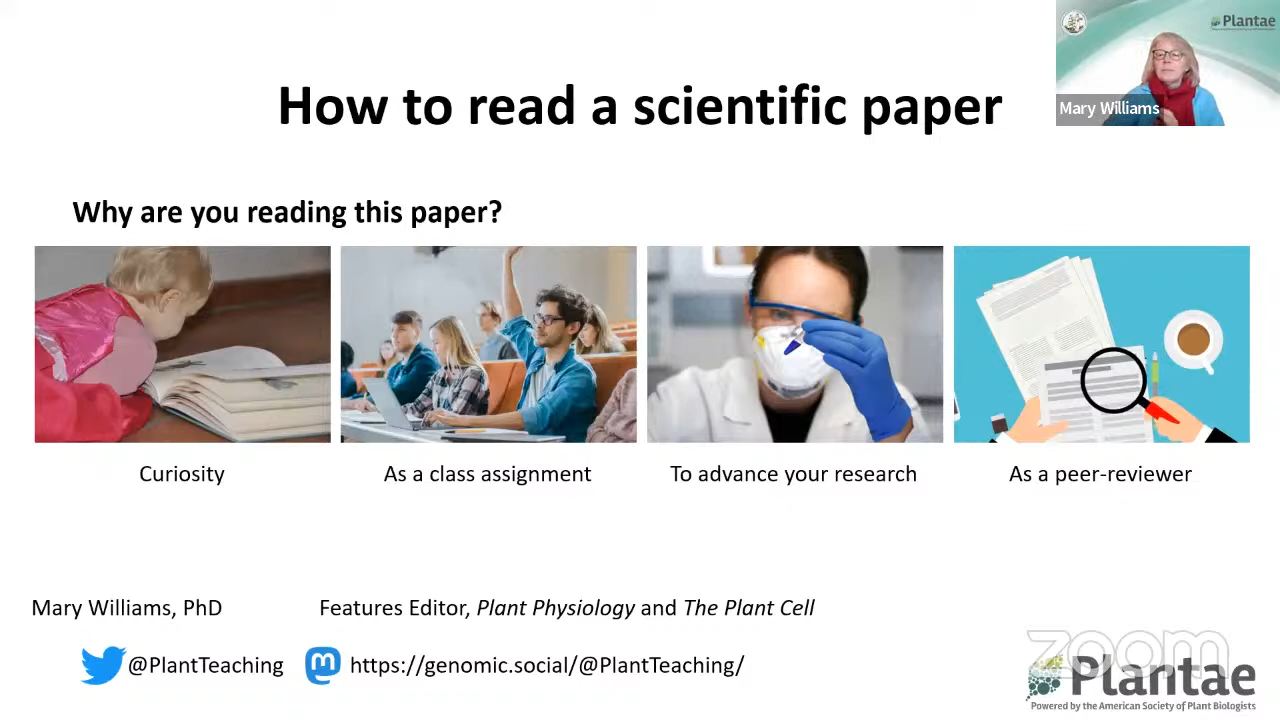 Plantae
Mary Williams
How to read a scientific paper
Why are you reading this paper?
Curiosity
As a class assignment
To advance your research
As a peer-reviewer
Mary Williams, PhD
Features Editor, Plant Physiology and The Plant Cell
@PlantTeaching
https://genomic.social/@PlantTeaching/
zoom
Plantae
Powered by the American Society of Plant Biologists